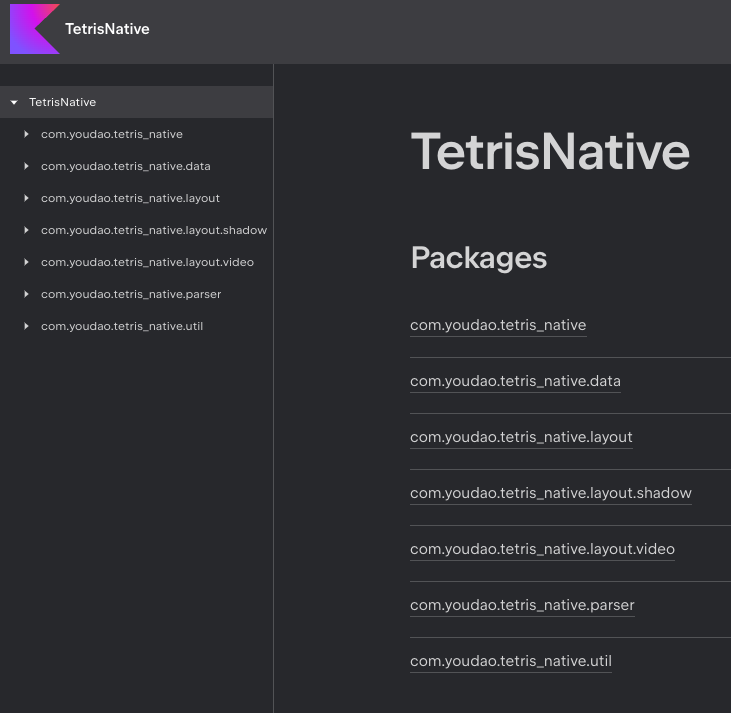 TetrisNative
TetrisNative
com.youdao.tetris_native
com.youdao.tetris_native.data
com.youdao.tetris_native.layout
com.youdao.tetris_native.layout.shadow
com.youdao.tetris_native.layout.video
com.youdao.tetris_native.parser
com.youdao.tetris_native.util
TetrisNative
Packages
com.youdao.tetris_native
com.youdao.tetris_native.data
com.youdao.tetris_native.layout
com.youdao.tetris_native.layout.shadow
com.youdao.tetris_native.layout.video
com.youdao.tetris_native.parser
com.youdao.tetris_native.util